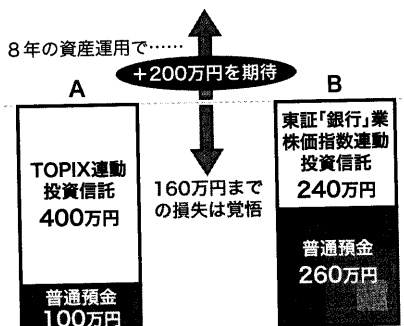 8年の資産運用で……
+200万円を期待
A
TOPIX連動
投資信託
400万円
普通預金
100万円
160万円まで
の損失は覚悟
B
東証「銀行」業
株価指数連動
投資信託
240万円
普通預金
260万円